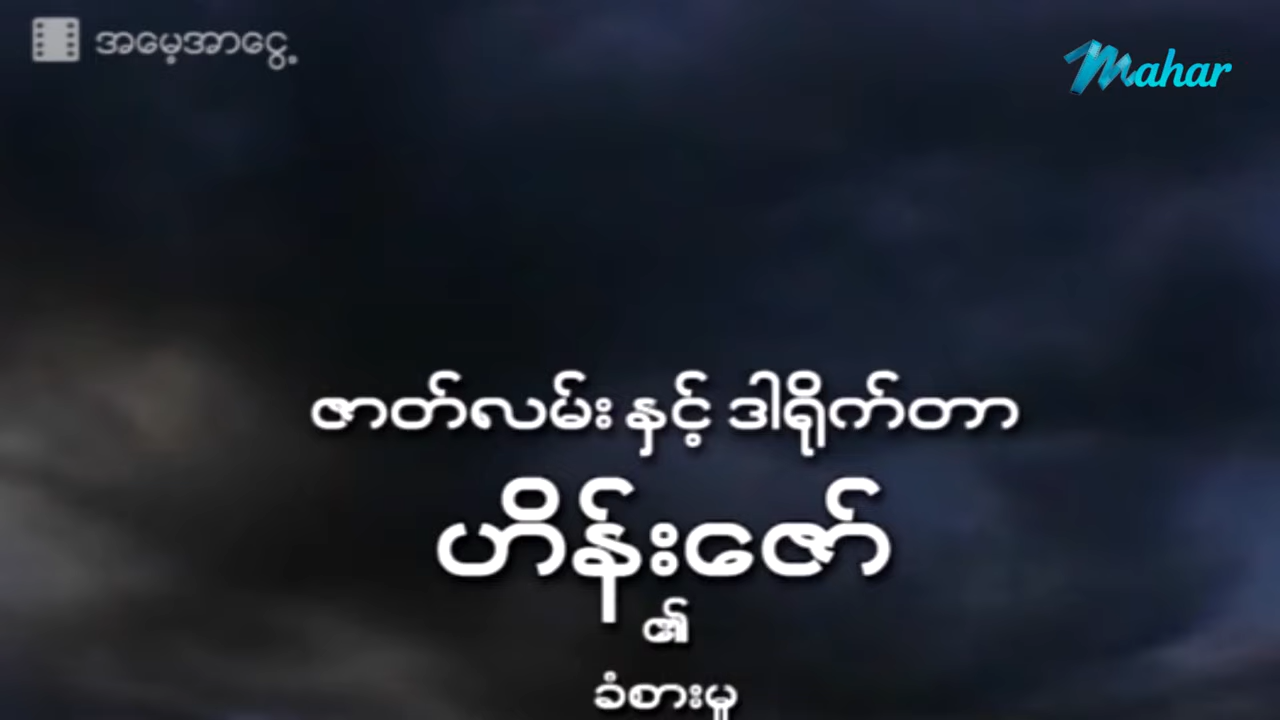 အမေ့အာငွေ့
Mahar
ဇာတ်လမ်း နှင့် ဒါရိုက်တာ
ဟိန်းဇော်
၏
ခံစားမှု